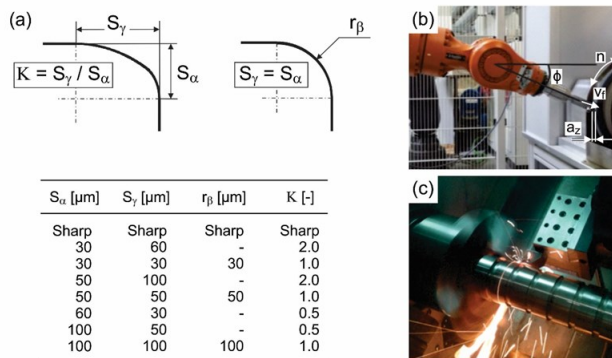 (a)
Sγ
rβ
K = Sγ / Sα
Sα
Sγ = Sα
Sα [µm] Sγ [µm] rβ [µm] K [-]
Sharp Sharp Sharp Sharp
30 60 - 2.0
30 30 30 1.0
50 100 - 2.0
50 50 50 1.0
60 30 - 0.5
100 50 - 0.5
100 100 100 1.0
(b)
n
ϕ
vf
az
(c)